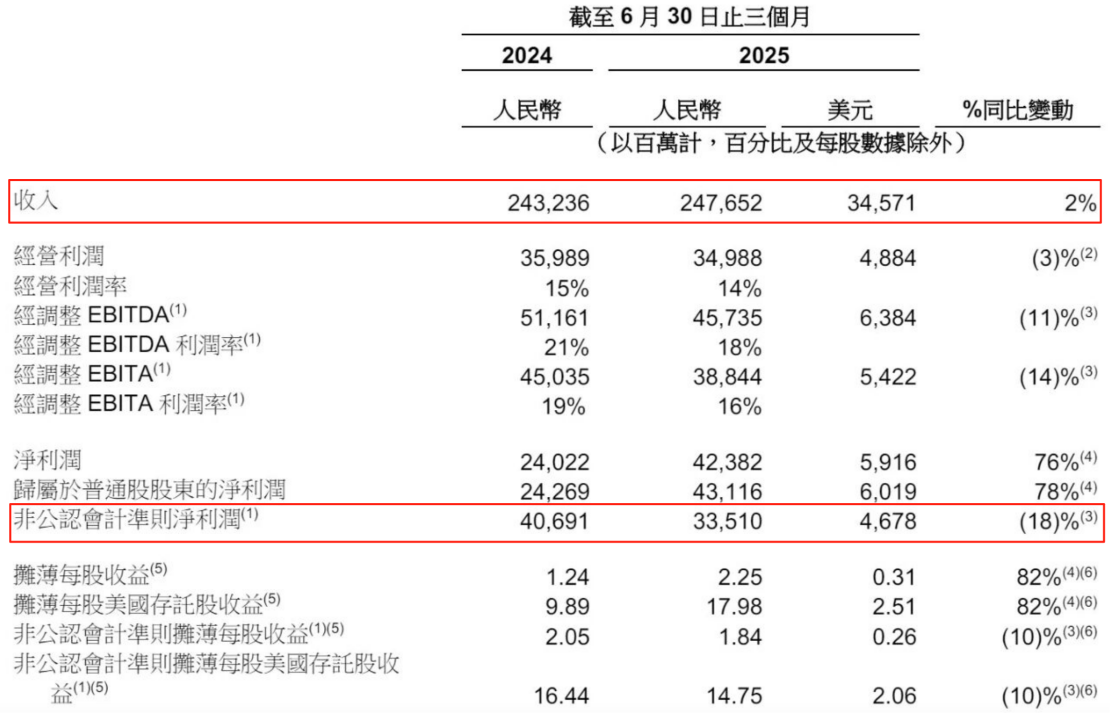 截至 6 月 30 日止三個月
2024 2025
人民幣 人民幣 美元 %同比變動
（以百萬計，百分比及每股數據除外）
收入 243,236 247,652 34,571 2%
經營利潤 35,989 34,988 4,884 (3)%(2)
經營利潤率 15% 14%
經調整 EBITDA(1) 51,161 45,735 6,384 (11)%(3)
經調整 EBITDA 利潤率(1) 21% 18%
經調整 EBITA(1) 45,035 38,844 5,422 (14)%(3)
經調整 EBITA 利潤率(1) 19% 16%
淨利潤 24,022 42,382 5,916 76%(4)
歸屬於普通股股東的淨利潤 24,269 43,116 6,019 78%(4)
非公認會計準則淨利潤(1) 40,691 33,510 4,678 (18)%(3)
攤薄每股收益(5) 1.24 2.25 0.31 82%(4)(6)
攤薄每股美國存託股收益(5) 9.89 17.98 2.51 82%(4)(6)
非公認會計準則攤薄每股收益(1)(5) 2.05 1.84 0.26 (10)%(3)(6)
非公認會計準則攤薄每股美國存託股收
益(1)(5) 16.44 14.75 2.06 (10)%(3)(6)